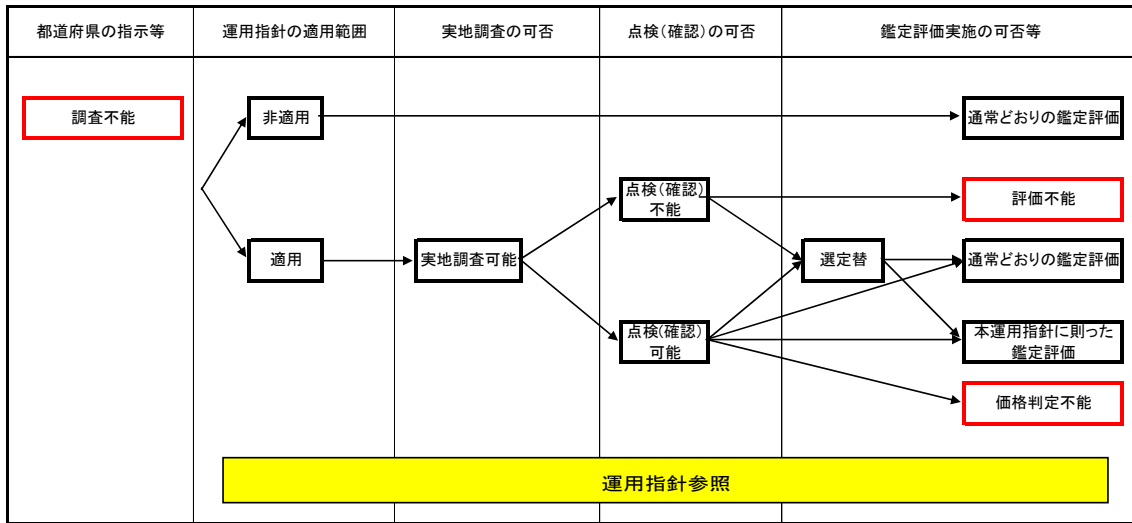 都道府県の指示等
運用指針の適用範囲
実地調査の可否
点検(確認)の可否
鑑定評価実施の可否等
調査不能
非適用
通常どおりの鑑定評価
点検(確認)
不能
評価不能
適用
実地調査可能
選定替
通常どおりの鑑定評価
点検(確認)
可能
本運用指針に則った
鑑定評価
価格判定不能
運用指針参照